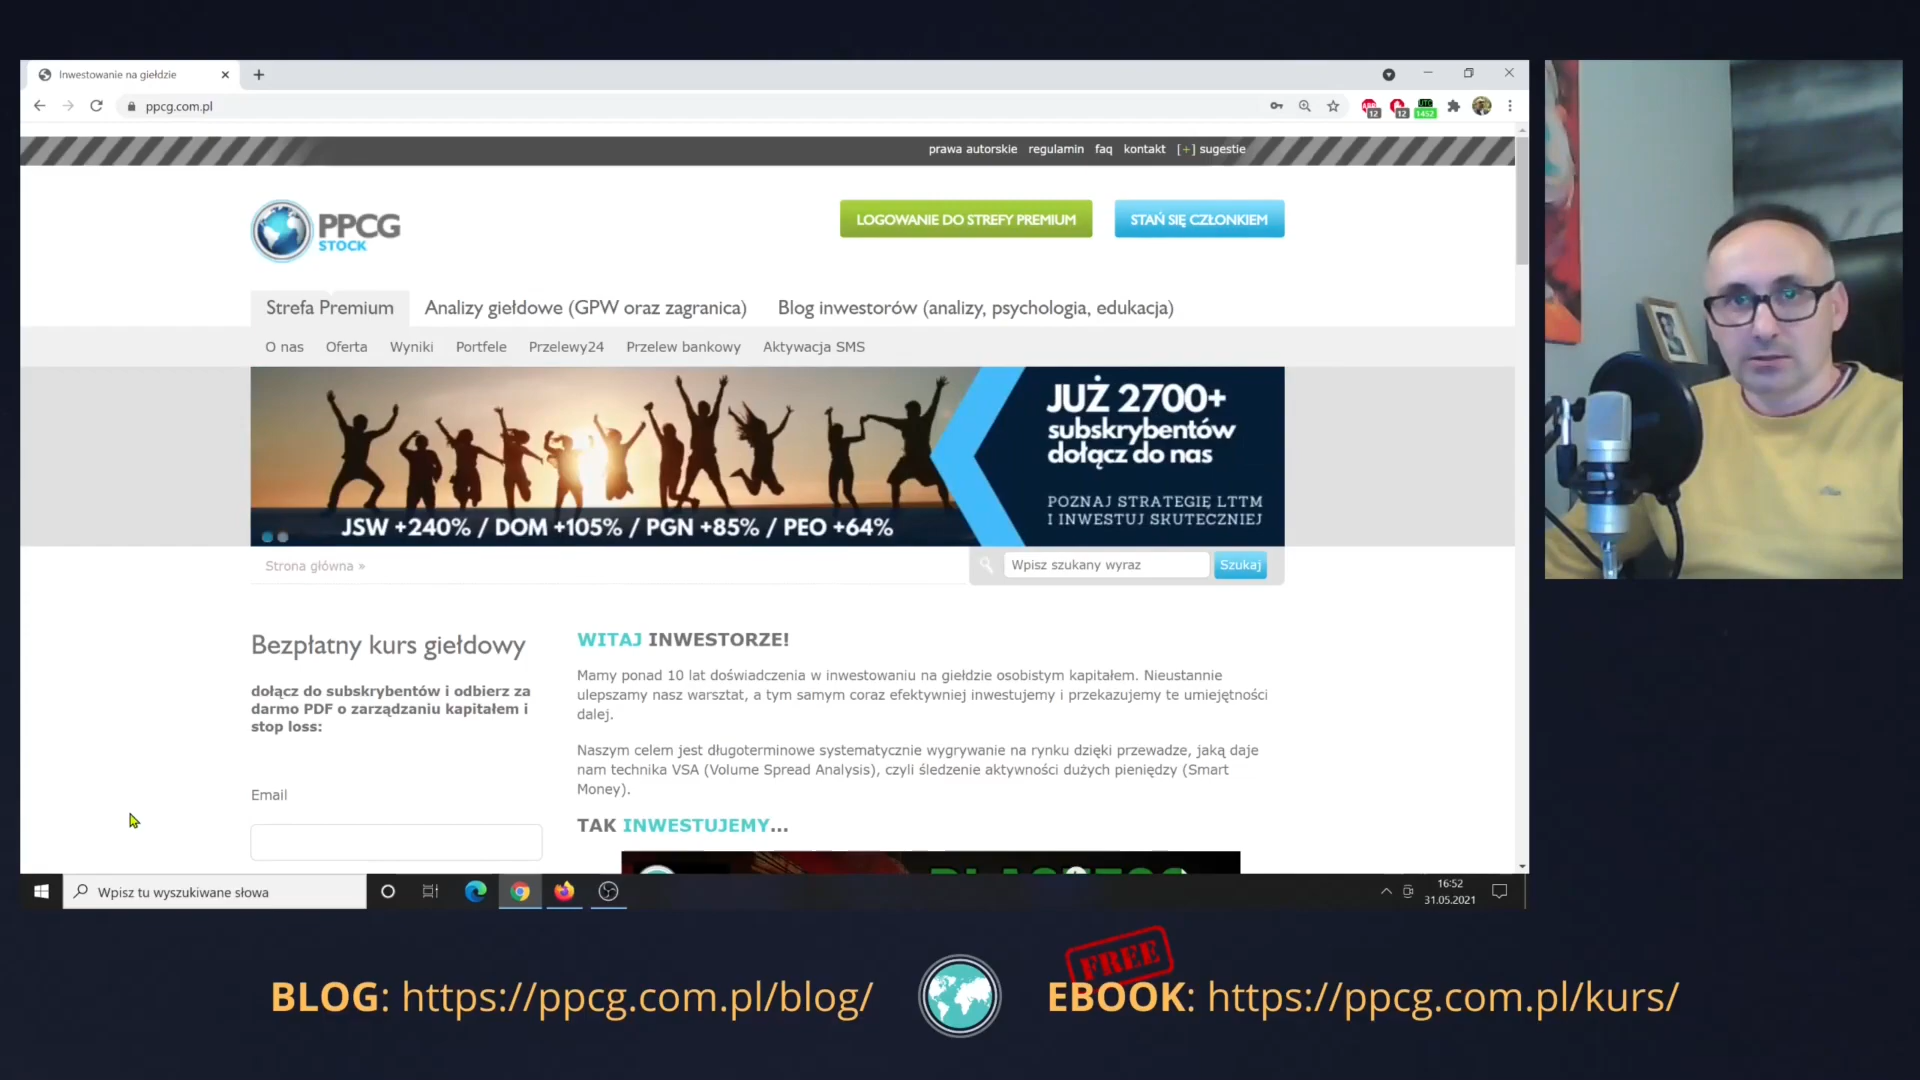 Inwestowanie na giełdzie
ppcg.com.pl
12
12
UTC
1452
prawa autorskie regulamin faq kontakt [+] sugestie
PPCG
STOCK
LOGOWANIE DO STREFY PREMIUM
STAŃ SIĘ CZŁONKIEM
Strefa Premium Analizy giełdowe (GPW oraz zagranica) Blog inwestorów (analizy, psychologia, edukacja)
O nas Oferta Wyniki Portfele Przelewy24 Przelew bankowy Aktywacja SMS
JUŻ 2700+
subskrybentów
dołącz do nas
POZNAJ STRATEGIĘ LTTM
I INWESTUJ SKUTECZNIEJ
JSW +240% / DOM +105% / PGN +85% / PEO +64%
Strona główna »
Wpisz szukany wyraz
Szukaj
Bezpłatny kurs giełdowy
dołącz do subskrybentów i odbierz za
darmo PDF o zarządzaniu kapitałem i
stop loss:
Email
WITAJ INWESTORZE!
Mamy ponad 10 lat doświadczenia w inwestowaniu na giełdzie osobistym kapitałem. Nieustannie
ulepszamy nasz warsztat, a tym samym coraz efektywniej inwestujemy i przekazujemy te umiejętności
dalej.
Naszym celem jest długoterminowe systematycznie wygrywanie na rynku dzięki przewadze, jaką daje
nam technika VSA (Volume Spread Analysis), czyli śledzenie aktywności dużych pieniędzy (Smart
Money).
TAK INWESTUJEMY...
Wpisz tu wyszukiwane słowa
16:52
31.05.2021
BLOG: https://ppcg.com.pl/blog/
FREE
EBOOK: https://ppcg.com.pl/kurs/